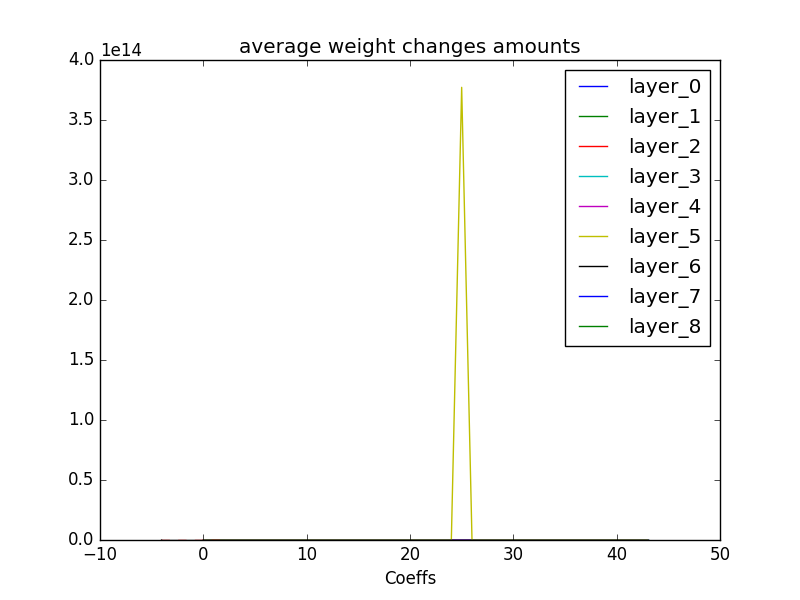 average weight changes amounts
1e14
4.0
3.5
3.0
2.5
2.0
1.5
1.0
0.5
0.0
layer_0
layer_1
layer_2
layer_3
layer_4
layer_5
layer_6
layer_7
layer_8
−10 0 10 20 30 40 50
Coeffs